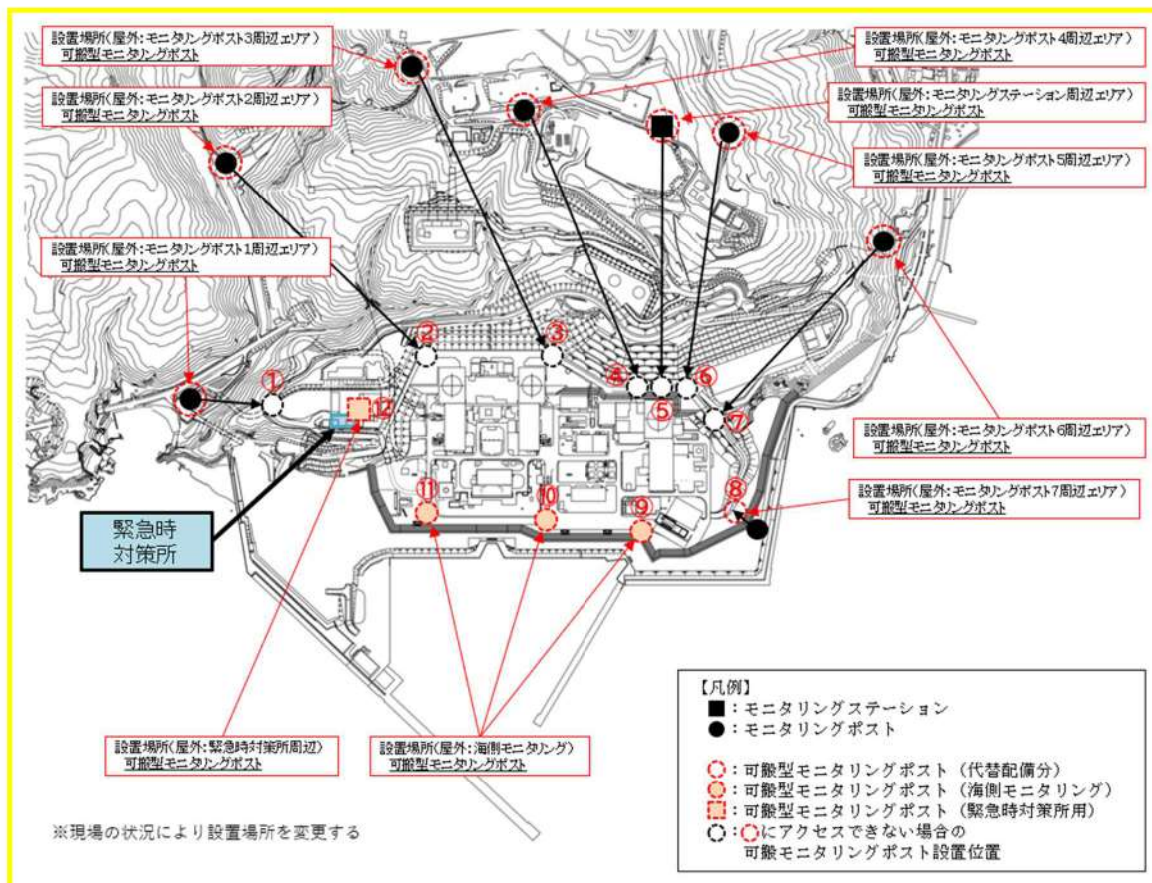 設置場所(屋外:モニタリングポスト3周辺エリア)
可搬型モニタリングポスト
設置場所(屋外:モニタリングポスト4周辺エリア)
可搬型モニタリングポスト
設置場所(屋外:モニタリングポスト2周辺エリア)
可搬型モニタリングポスト
設置場所(屋外:モニタリングステーション周辺エリア)
可搬型モニタリングポスト
設置場所(屋外:モニタリングポスト5周辺エリア)
可搬型モニタリングポスト
設置場所(屋外:モニタリングポスト1周辺エリア)
可搬型モニタリングポスト
②
③
④
⑤
⑥
①
⑫
⑦
設置場所(屋外:モニタリングポスト6周辺エリア)
可搬型モニタリングポスト
⑪
⑩
⑨
⑧
設置場所(屋外:モニタリングポスト7周辺エリア)
可搬型モニタリングポスト
緊急時
対策所
設置場所(屋外:緊急時対策所周辺)
可搬型モニタリングポスト
設置場所(屋外:海側モニタリング)
可搬型モニタリングポスト
【凡例】
■:モニタリングステーション
●:モニタリングポスト
:可搬型モニタリングポスト(代替配備分)
:可搬型モニタリングポスト(海側モニタリング)
:可搬型モニタリングポスト(緊急時対策所用)
:○にアクセスできない場合の
可搬モニタリングポスト設置位置
※現場の状況により設置場所を変更する